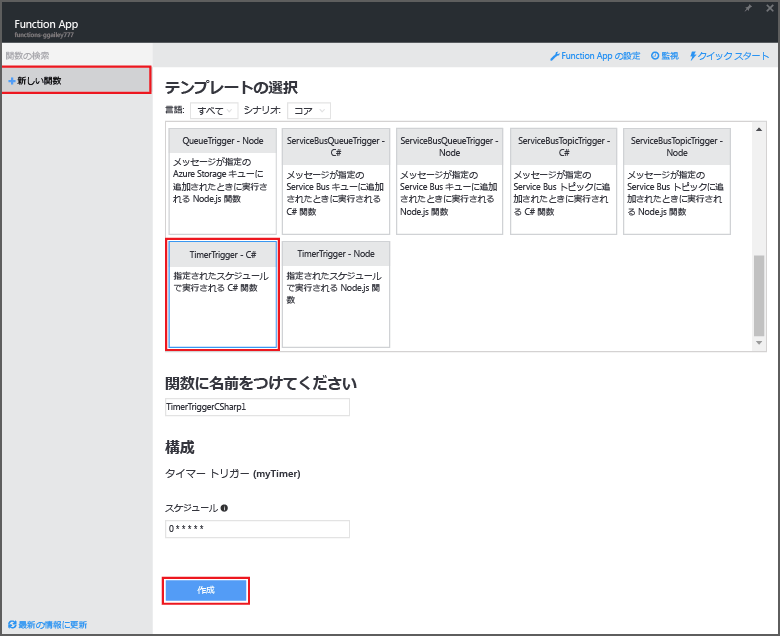 Function App
functions-ggailey777
関数の検索
Function App の設定 監視 クイック スタート
+新しい関数
テンプレートの選択
言語: すべて シナリオ: コア
QueueTrigger - Node
メッセージが指定の
Azure Storage キューに
追加されたときに実行さ
れる Node.js 関数
ServiceBusQueueTrigger -
C#
メッセージが指定の
Service Bus キューに追加
されたときに実行される
C# 関数
ServiceBusQueueTrigger -
Node
メッセージが指定の
Service Bus キューに追加
されたときに実行される
Node.js 関数
ServiceBusTopicTrigger -
C#
メッセージが指定の
Service Bus トピックに追
加されたときに実行され
る C# 関数
ServiceBusTopicTrigger -
Node
メッセージが指定の
Service Bus トピックに追
加されたときに実行され
る Node.js 関数
TimerTrigger - C#
指定されたスケジュール
で実行される C# 関数
TimerTrigger - Node
指定されたスケジュール
で実行される Node.js 関
数
関数に名前をつけてください
TimerTriggerCSharp1
構成
タイマー トリガー (myTimer)
スケジュール
0 * * * * *
作成
最新の情報に更新